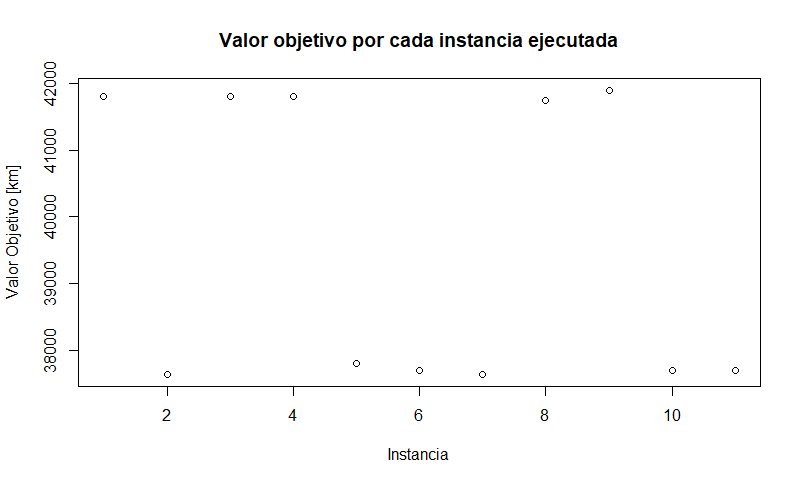 Valor objetivo por cada instancia ejecutada
Valor Objetivo [km]
42000
41000
40000
39000
38000
2 4 6 8 10
Instancia